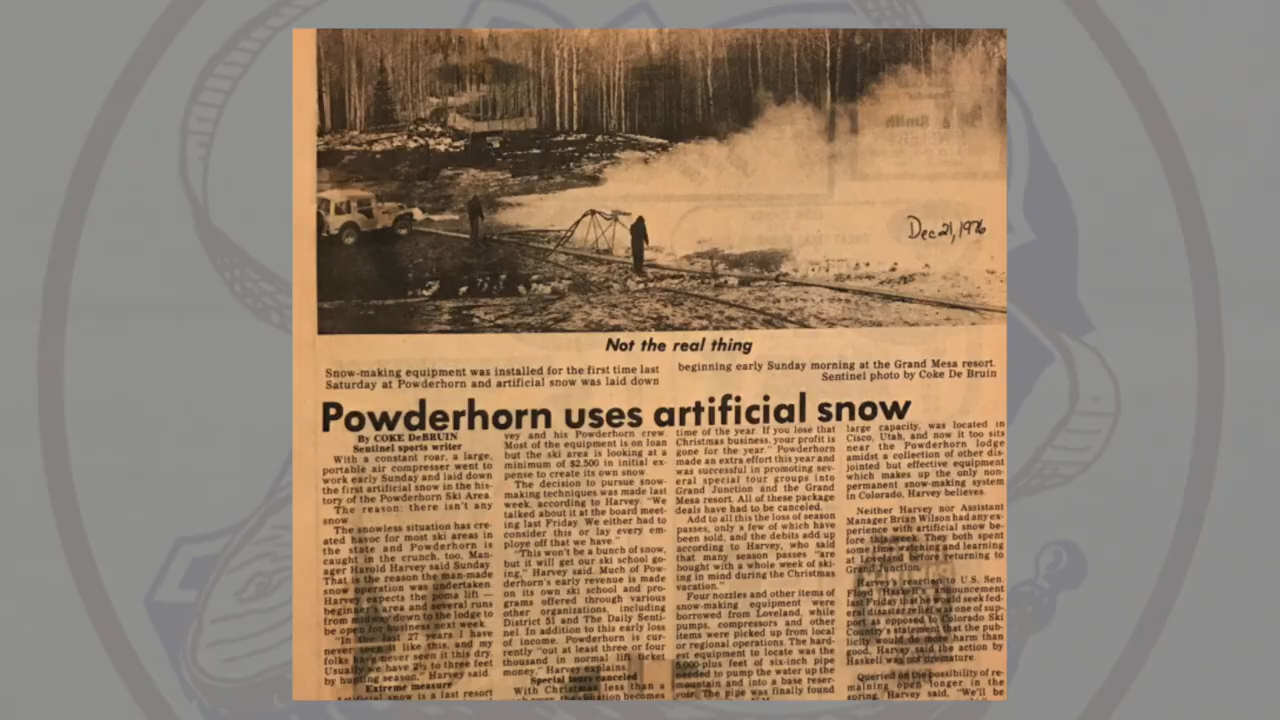 Smith
Dec 21, 1976
Not the real thing
Snow-making equipment was installed for the first time last
Saturday at Powderhorn and artificial snow was laid down
beginning early Sunday morning at the Grand Mesa resort.
Sentinel photo by Coke De Bruin
Powderhorn uses artificial snow
By COKE DeBRUIN
Sentinel sports writer
With a constant roar, a large,
portable air compresser went to
work early Sunday and laid down
the first artificial snow in the his-
tory of the Powderhorn Ski Area.
The reason: there isn't any
snow.
The snowless situation has cre-
ated havoc for most ski areas in
the state and Powderhorn is
caught in the crunch, too, Man-
ager Harold Harvey said Sunday.
That is the reason the man-made
snow operation was undertaken.
Harvey expects the poma lift —
beginners area and several runs
from midway down to the lodge to
be open for business next week.
"In the last 27 years I have
never seen it like this, and my
folks have never seen it this dry.
Usually we have 2½ to three feet
by hunting season," Harvey said.
Extreme measure
Artificial snow is a last resort
vey and his Powderhorn crew.
Most of the equipment is on loan
but the ski area is looking at a
minimum of $2,500 in initial ex-
pense to create its own snow.
The decision to pursue snow-
making techniques was made last
week, according to Harvey. "We
talked about it at the board meet-
ing last Friday. We either had to
consider this or lay every em-
ploye off that we have."
"This won't be a bunch of snow,
but it will get our ski school go-
ing," Harvey said. Much of Pow-
derhorn's early revenue is made
on its own ski school and pro-
grams offered through various
other organizations, including
District 51 and The Daily Senti-
nel. In addition to this early loss
of income, Powderhorn is cur-
rently "out at least three or four
thousand in normal lift ticket
money," Harvey explains.
Special tours canceled
With Christmas less than a
week away, the situation becomes
time of the year. If you lose that
Christmas business, your profit is
gone for the year." Powderhorn
made an extra effort this year and
was successful in promoting sev-
eral special tour groups into
Grand Junction and the Grand
Mesa resort. All of these package
deals have had to be canceled.
Add to all this the loss of season
passes, only a few of which have
been sold, and the debits add up
according to Harvey, who said
that many season passes "are
bought with a whole week of ski-
ing in mind during the Christmas
vacation."
Four nozzles and other items of
snow-making equipment were
borrowed from Loveland, while
pumps, compressors and other
items were picked up from local
or regional operations. The hard-
est equipment to locate was the
5,000-plus feet of six-inch pipe
needed to pump the water up the
mountain and into a base reser-
voir. The pipe was finally found
large capacity, was located in
Cisco, Utah, and now it too sits
near the Powderhorn lodge
amidst a collection of other dis-
jointed but effective equipment
which makes up the only non-
permanent snow-making system
in Colorado, Harvey believes.
Neither Harvey nor Assistant
Manager Brian Wilson had any ex-
perience with artificial snow be-
fore this week. They both spent
some time watching and learning
at Loveland before returning to
Grand Junction.
Harvey's reaction to U.S. Sen.
Floyd Haskell's announcement
last Friday that he would seek fed-
eral disaster relief was one of sup-
port as opposed to Colorado Ski
Country's statement that the pub-
licity would do more harm than
good, Harvey said the action by
Haskell was not premature.
Queried on the possibility of re-
maining open longer in the
spring, Harvey said, "We'll be